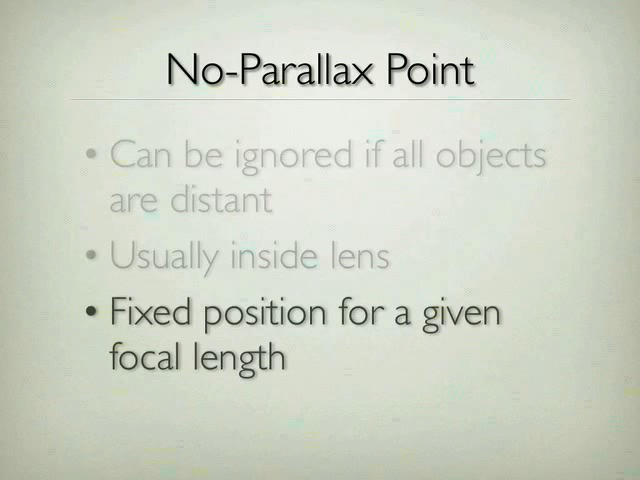 No-Parallax Point
• Can be ignored if all objects
are distant
• Usually inside lens
• Fixed position for a given
focal length